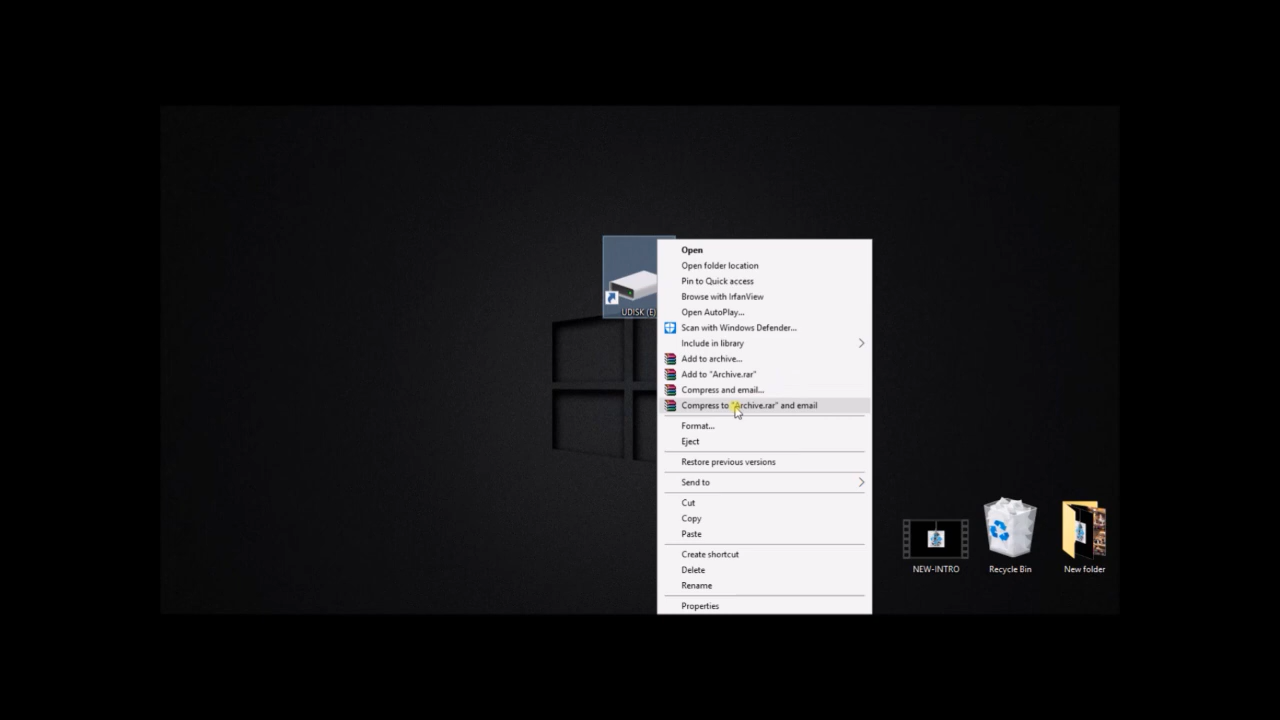 Open
Open folder location
Pin to Quick access
Browse with IrfanView
Open AutoPlay...
Scan with Windows Defender...
Include in library
Add to archive...
Add to "Archive.rar"
Compress and email...
Compress to "Archive.rar" and email
Format...
Eject
Restore previous versions
Send to
Cut
Copy
Paste
Create shortcut
Delete
Rename
Properties
UDISK (E)
NEW-INTRO
Recycle Bin
New folder